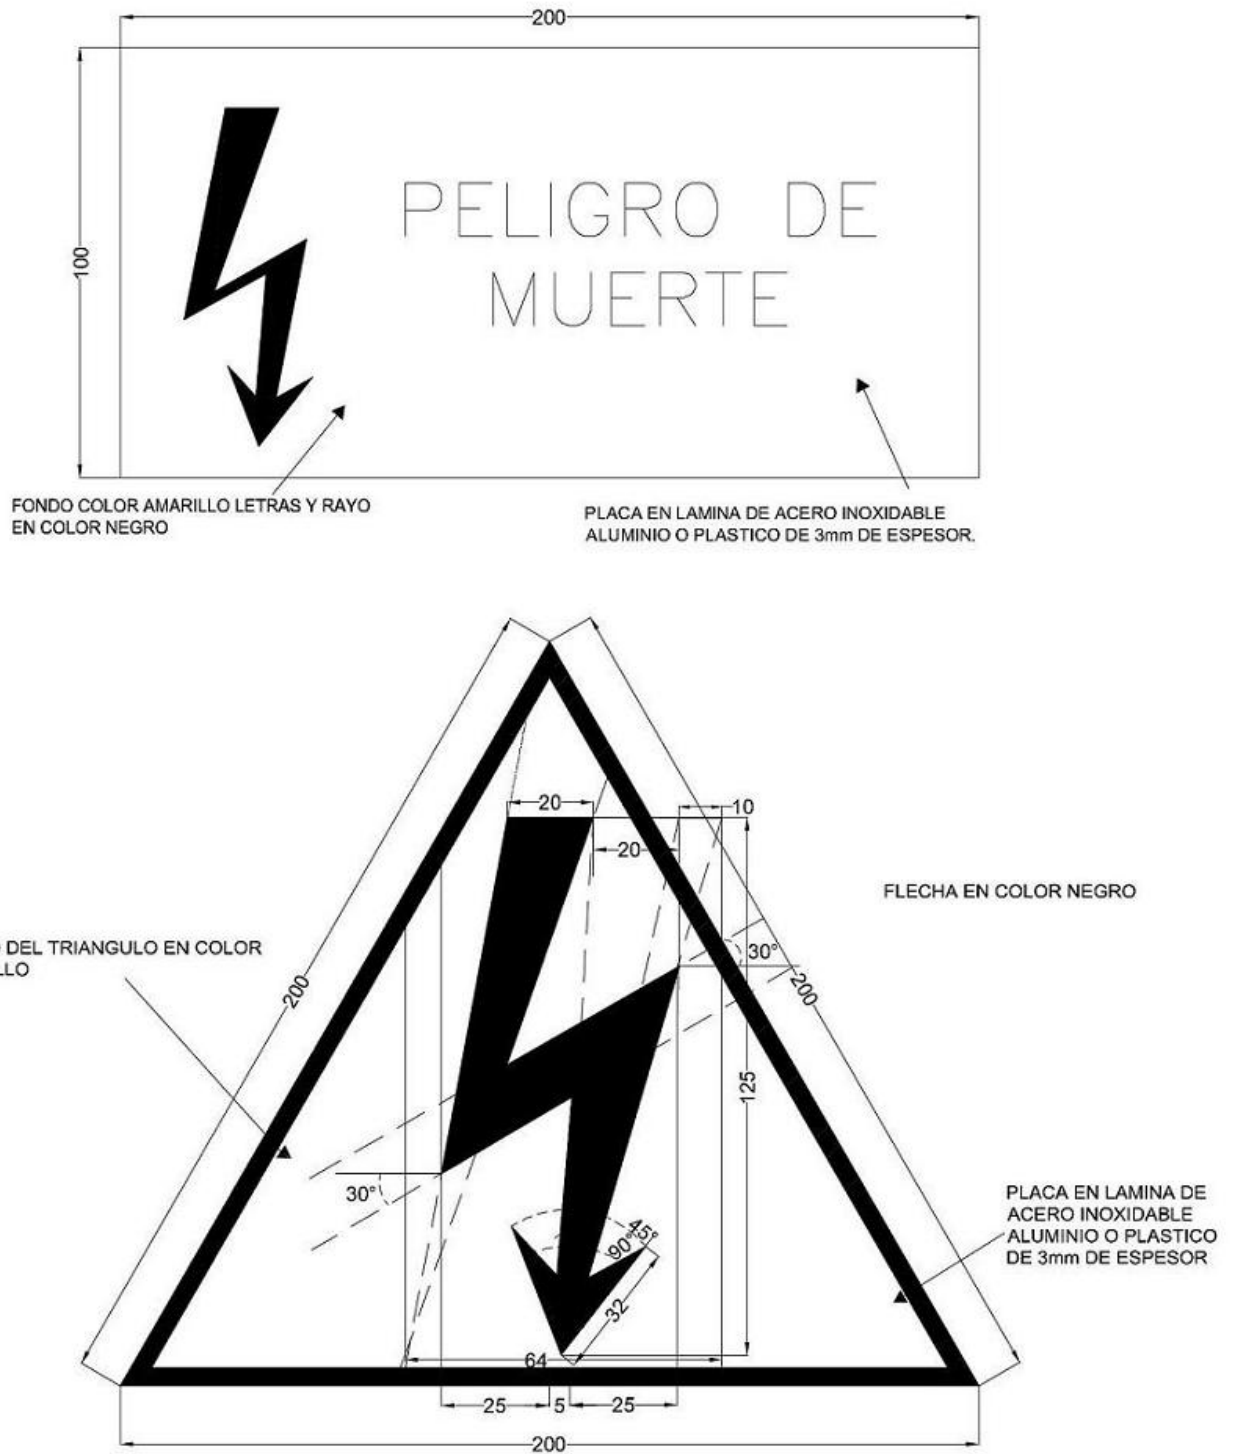 200
100
PELIGRO DE
MUERTE
FONDO COLOR AMARILLO LETRAS Y RAYO
EN COLOR NEGRO
PLACA EN LAMINA DE ACERO INOXIDABLE
ALUMINIO O PLASTICO DE 3mm DE ESPESOR.
20
10
20
FLECHA EN COLOR NEGRO
30°
DEL TRIANGULO EN COLOR
200
200
125
30°
PLACA EN LAMINA DE
ACERO INOXIDABLE
ALUMINIO O PLASTICO
DE 3mm DE ESPESOR
45°
90°
32
64
25
5
25
200